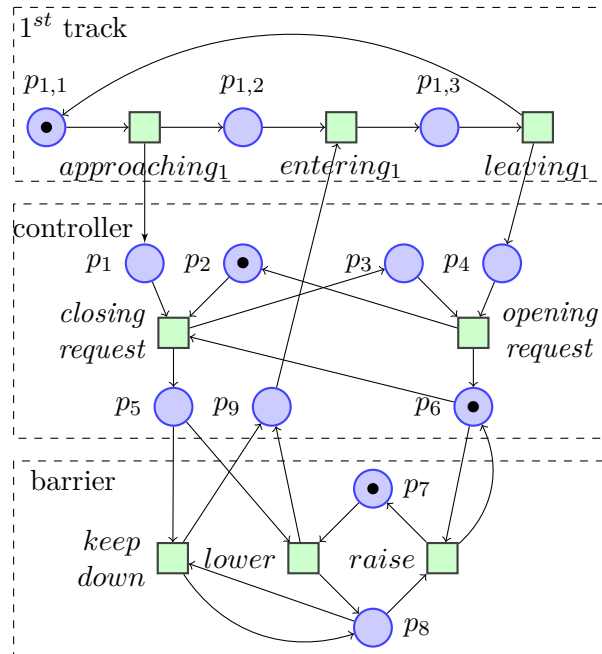 1st track
p1,1 p1,2 p1,3
approaching1 entering1 leaving1
controller
p1 p2 p3 p4
closing
request
opening
request
p5 p9 p6
barrier
p7
keep
down
lower raise
p8